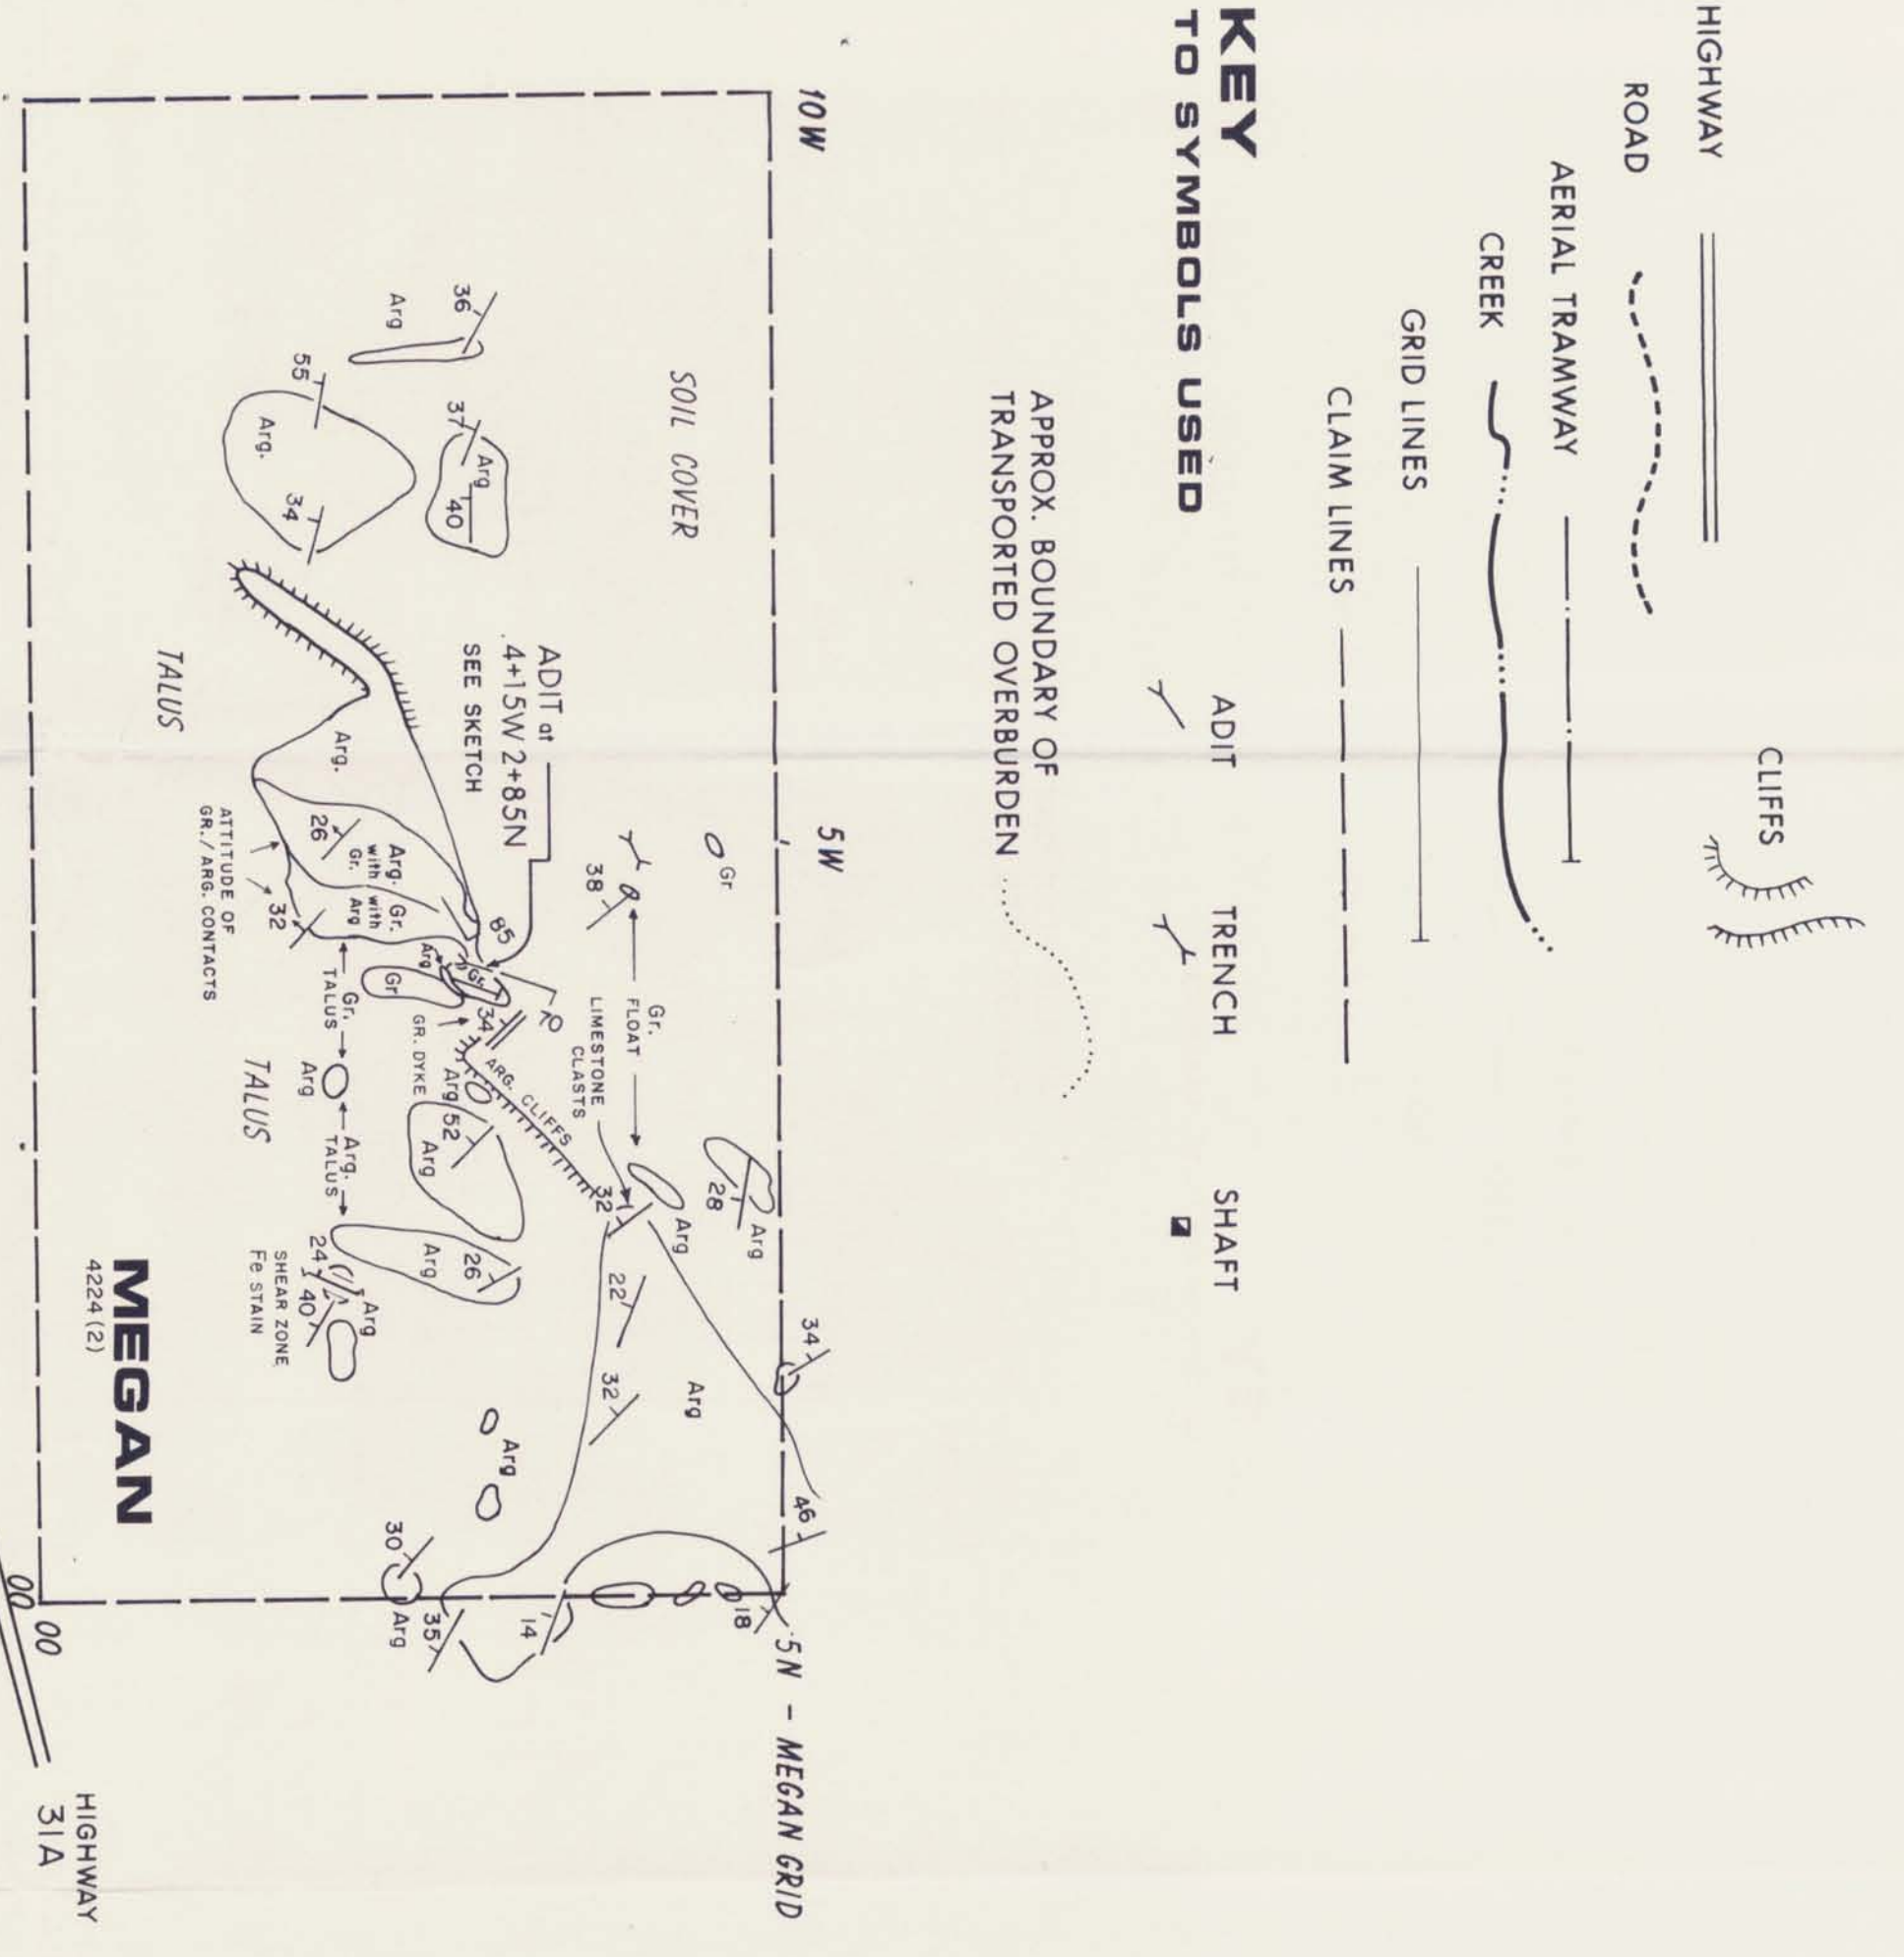 HIGHWAY
ROAD
AERIAL TRAMWAY
CREEK
GRID LINES
CLAIM LINES
CLIFFS
KEY
TO SYMBOLS USED
ADIT
TRENCH
SHAFT
APPROX. BOUNDARY OF
TRANSPORTED OVERBURDEN
10W
5W
5N - MEGAN GRID
SOIL COVER
Gr
28
Arg
34
46
18
36
Arg
37
Arg
40
55
Arg.
34
ADIT at
4+15W 2+85N
SEE SKETCH
38
Gr.
FLOAT
LIMESTONE
CLASTS
32
Arg
22
32
Arg
85
70
Gr.
Arg
34
Gr
GR. DYKE
ARG. CLIFFS
Arg
52
Arg
26
Arg
Arg
14
35
30
Arg
TALUS
Arg.
26
Arg.
with
Gr.
Gr.
with
Arg
32
ATTITUDE OF
GR./ARG. CONTACTS
Gr.
TALUS
Arg
Arg.
TALUS
TALUS
24
40
Arg
SHEAR ZONE
Fe STAIN
MEGAN
4224 (2)
00
00
HIGHWAY
31A